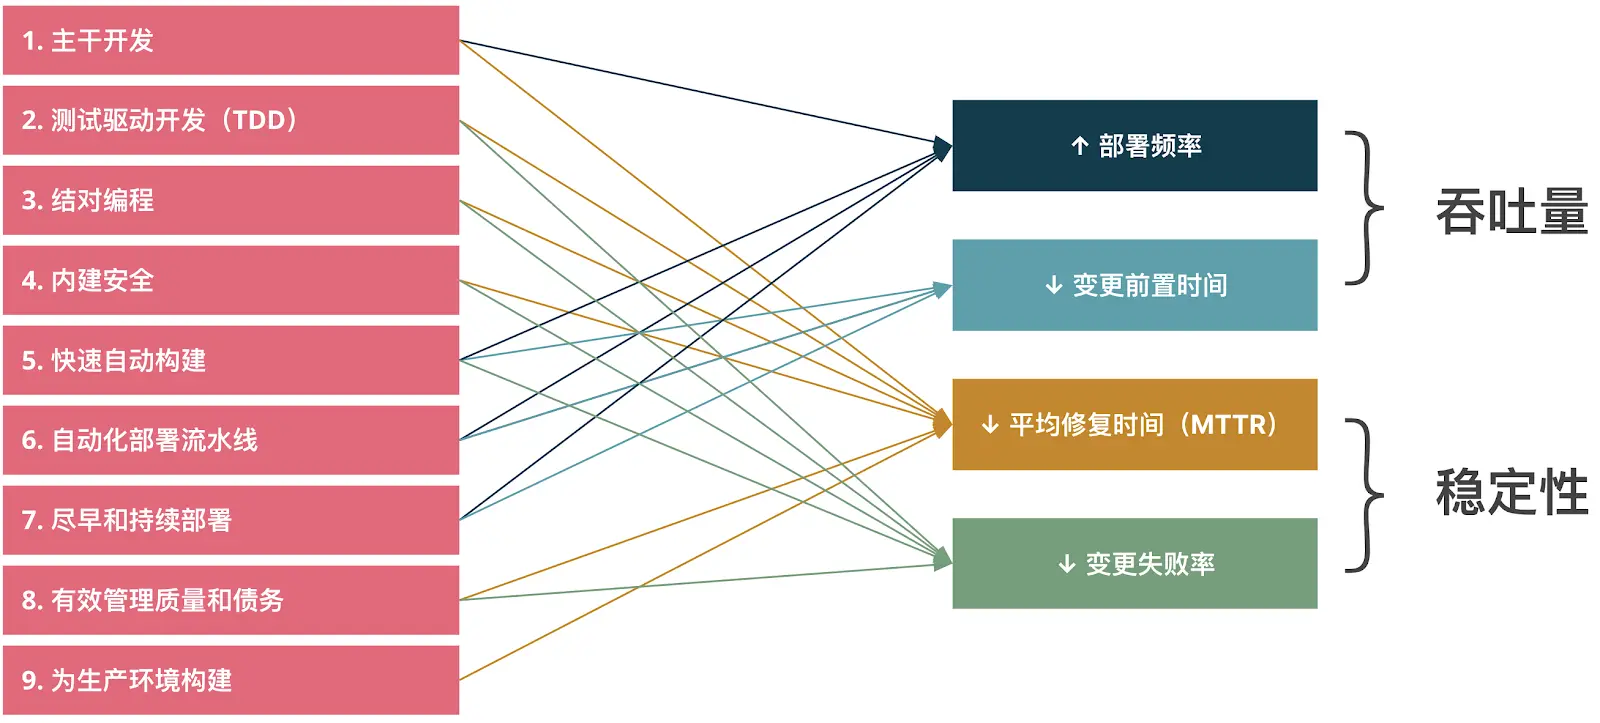 1. 主干开发
2. 测试驱动开发（TDD）
3. 结对编程
4. 内建安全
5. 快速自动构建
6. 自动化部署流水线
7. 尽早和持续部署
8. 有效管理质量和债务
9. 为生产环境构建
↑ 部署频率
↓ 变更前置时间
↓ 平均修复时间（MTTR）
↓ 变更失败率
吞吐量
稳定性